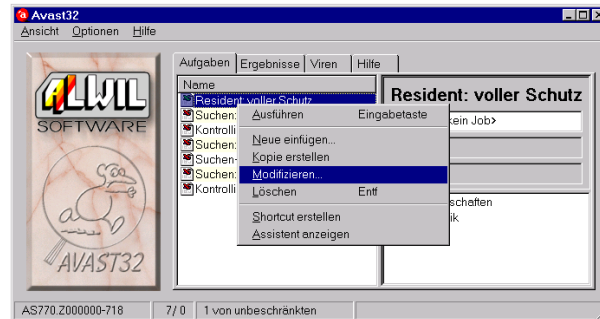 Avast32
Ansicht Optionen Hilfe
Aufgaben Ergebnisse Viren Hilfe
ALWIL
SOFTWARE
AVAST32
Name
Resident: voller Schutz
Suchen:
Kontrolli
Suchen:
Suchen-
Suchen:
Kontrolli
Ausführen Eingabetaste
Neue einfügen...
Kopie erstellen
Modifizieren...
Löschen Entf
Shortcut erstellen
Assistent anzeigen
Resident: voller Schutz
kein Job>
schaften
ik
AS770.Z000000-718 7/ 0 1 von unbeschränkten